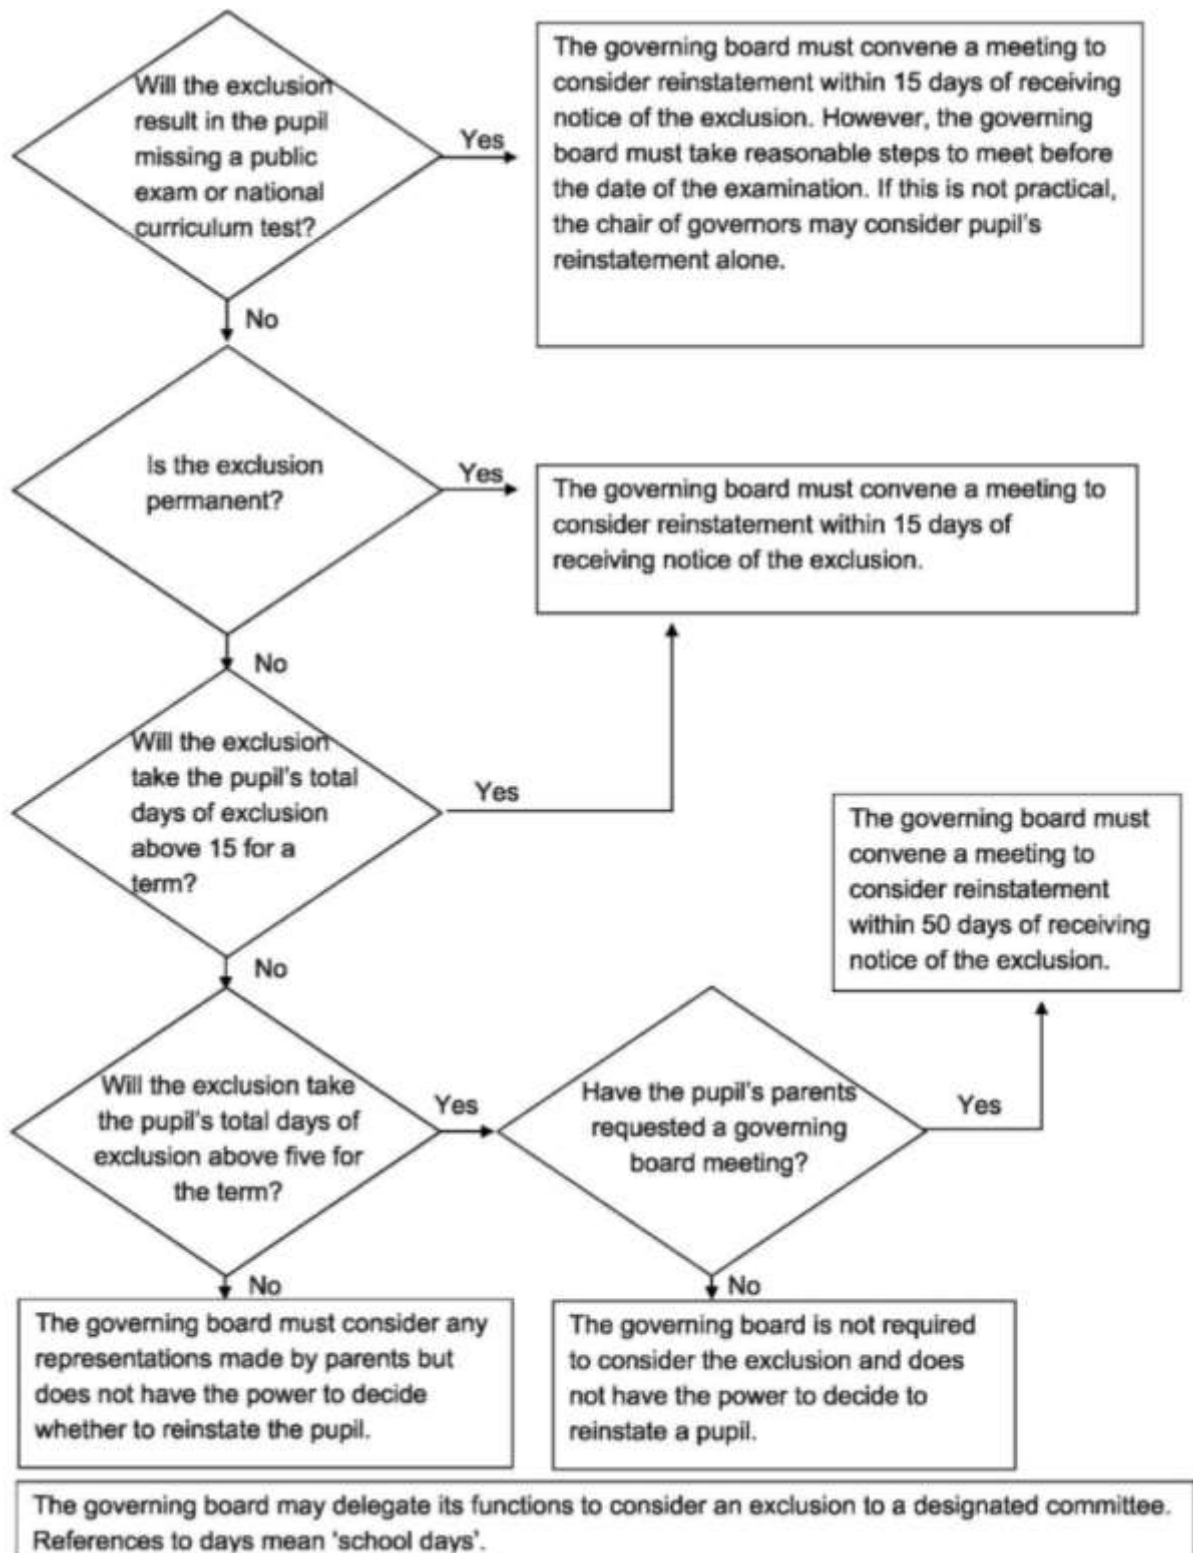 Will the exclusion
result in the pupil
missing a public
exam or national
curriculum test?
Yes
The governing board must convene a meeting to
consider reinstatement within 15 days of receiving
notice of the exclusion. However, the governing
board must take reasonable steps to meet before
the date of the examination. If this is not practical,
the chair of governors may consider pupil's
reinstatement alone.
No
Is the exclusion
permanent?
Yes
The governing board must convene a meeting to
consider reinstatement within 15 days of
receiving notice of the exclusion.
No
Will the exclusion
take the pupil's total
days of exclusion
above 15 for a
term?
Yes
The governing board must
convene a meeting to
consider reinstatement
within 50 days of receiving
notice of the exclusion.
No
Will the exclusion take
the pupil's total days of
exclusion above five for
the term?
Yes
Have the pupil's parents
requested a governing
board meeting?
Yes
No
The governing board must consider any
representations made by parents but
does not have the power to decide
whether to reinstate the pupil.
No
The governing board is not required
to consider the exclusion and does
not have the power to decide to
reinstate a pupil.
The governing board may delegate its functions to consider an exclusion to a designated committee.
References to days mean 'school days'.